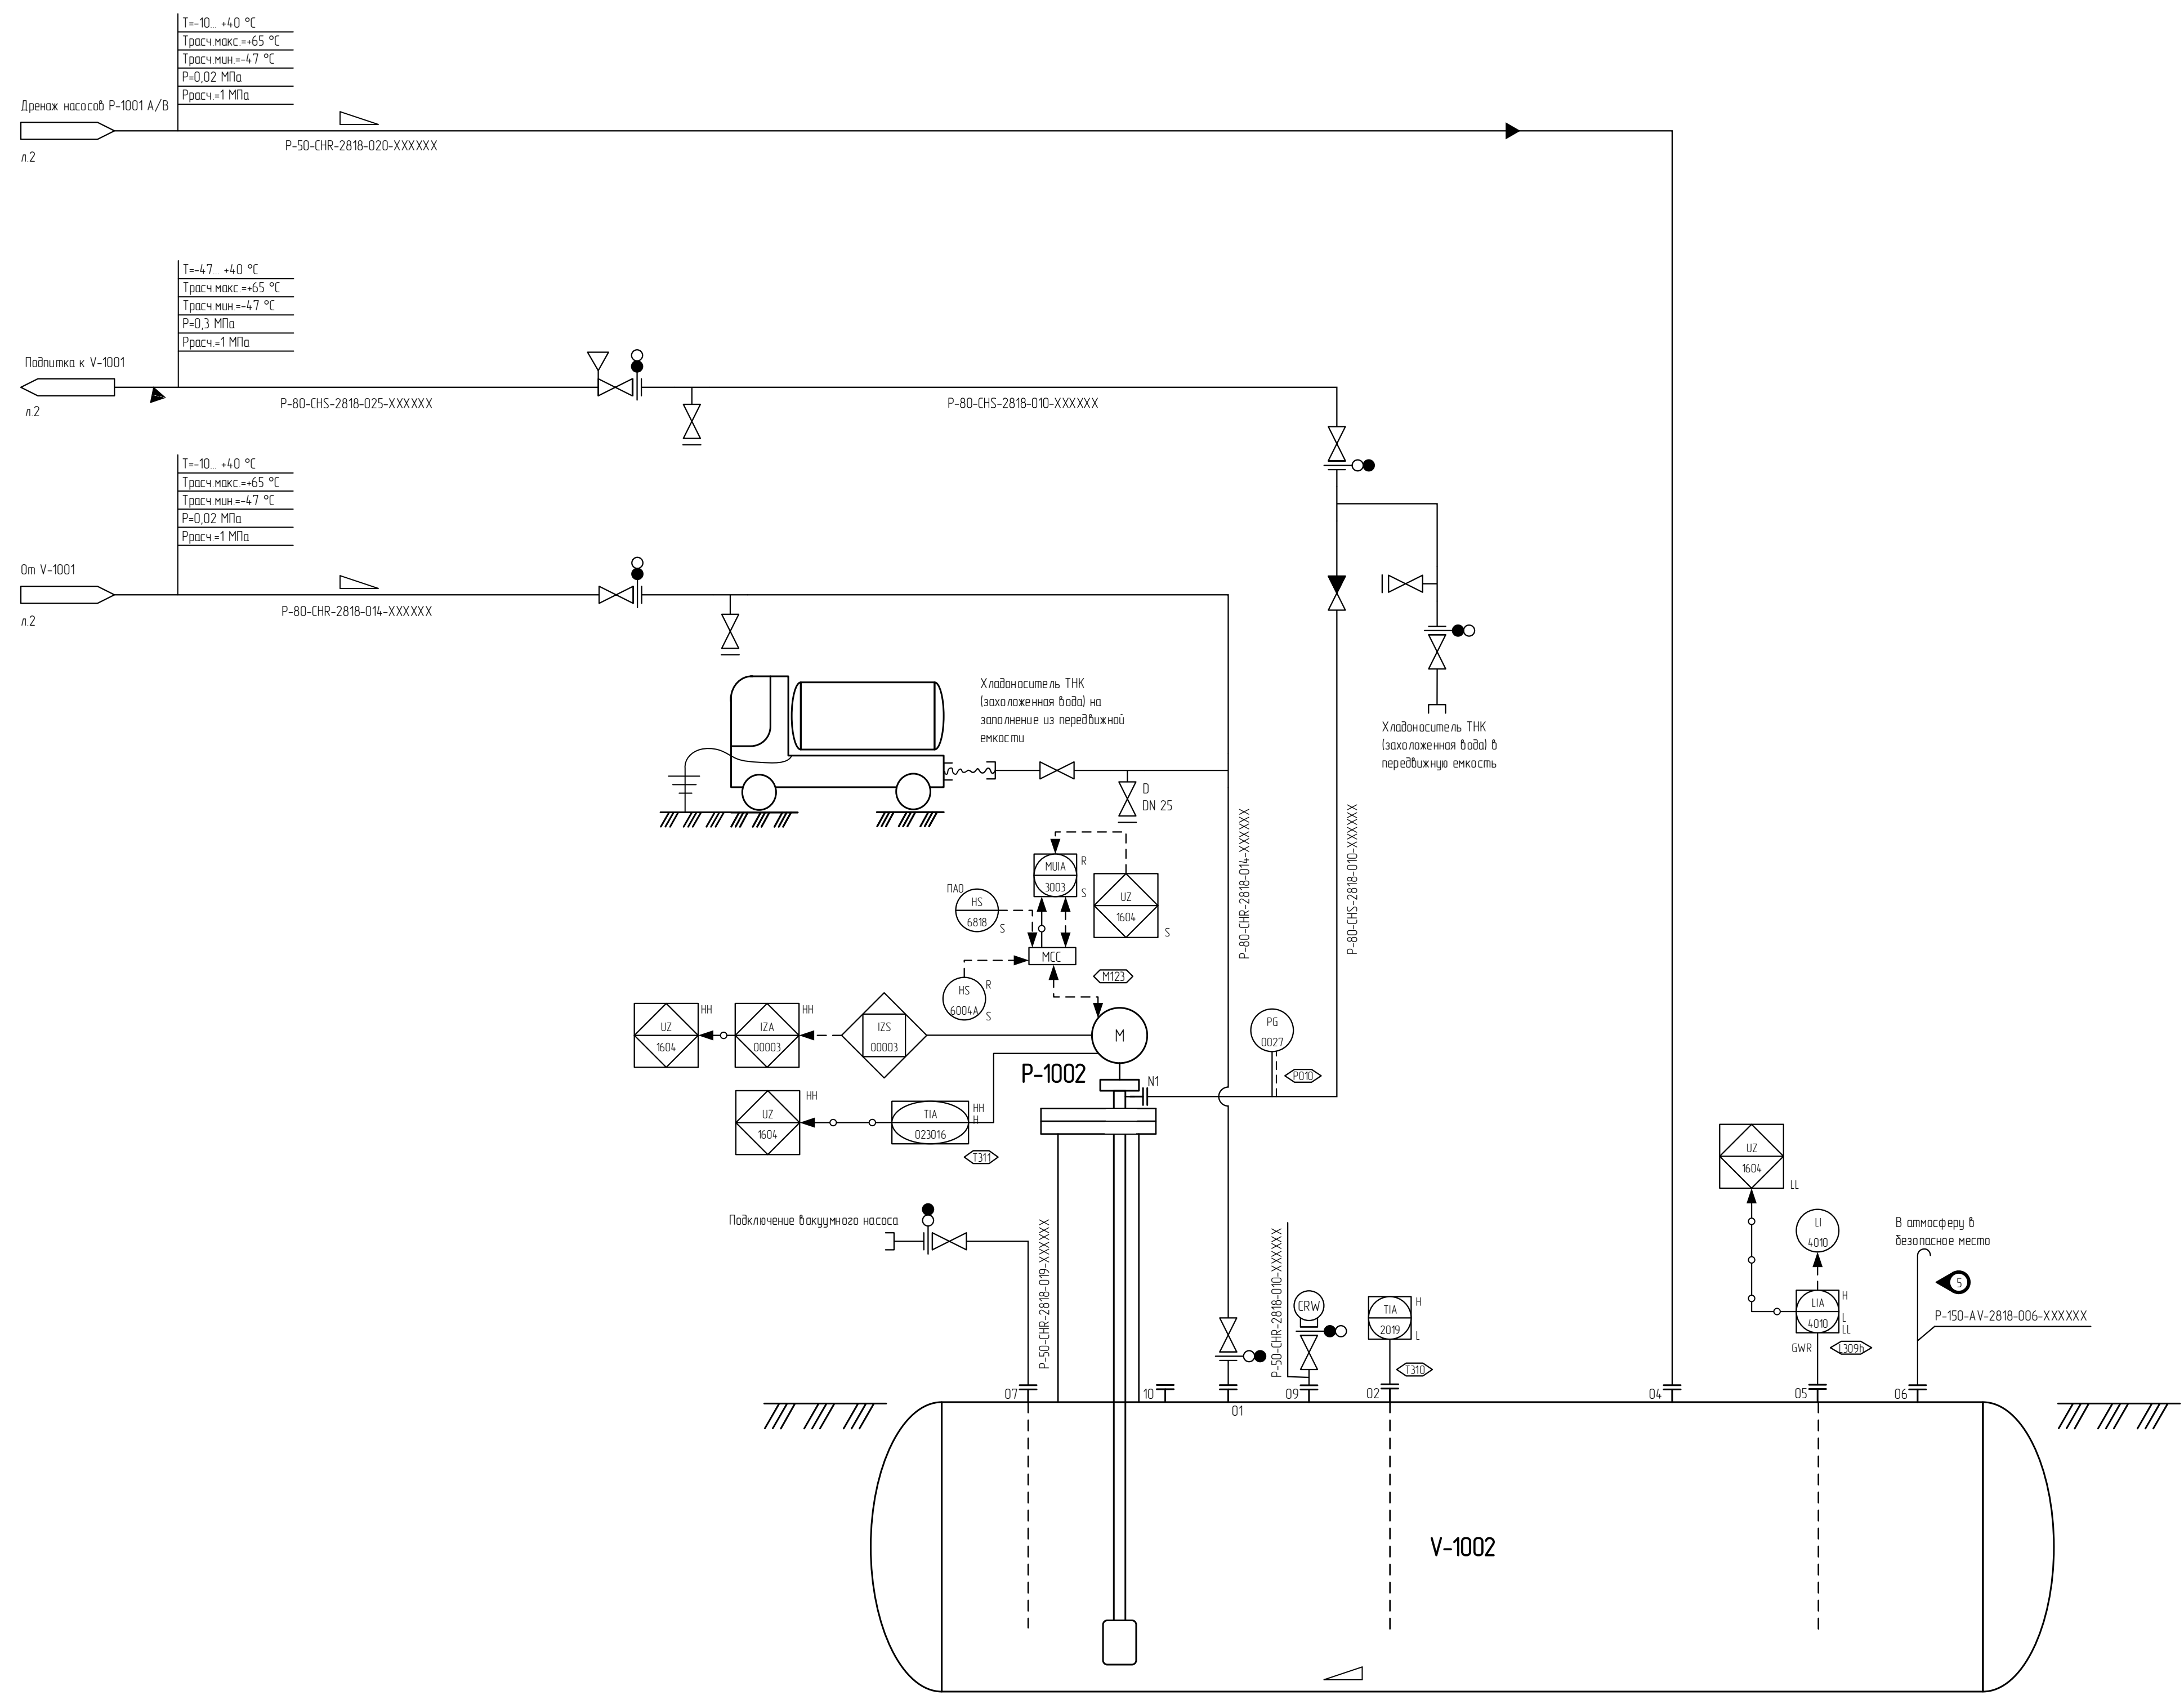 T=-10... +40 °C
Tрасч.макс.=+65 °C
Tрасч.мин.=-47 °C
P=0,02 МПа
Pрасч.=1 МПа
Дренаж насосов P-1001 A/B
л.2
P-50-CHR-2818-020-XXXXXX
T=-47... +40 °C
Tрасч.макс.=+65 °C
Tрасч.мин.=-47 °C
P=0,3 МПа
Pрасч.=1 МПа
Подпитка к V-1001
л.2
P-80-CHS-2818-025-XXXXXX
P-80-CHS-2818-010-XXXXXX
T=-10... +40 °C
Tрасч.макс.=+65 °C
Tрасч.мин.=-47 °C
P=0,02 МПа
Pрасч.=1 МПа
От V-1001
л.2
P-80-CHR-2818-014-XXXXXX
Хладоноситель ТНК
(захоложенная вода) на
заполнение из передвижной
емкости
Хладоноситель ТНК
(захоложенная вода) в
передвижную емкость
D
DN 25
P-80-CHR-2818-014-XXXXXX
P-80-CHS-2818-010-XXXXXX
MUIA
3003
R
S
UZ
1604
S
ПАО
HS
6818
S
MCC
M123
HS
6004A
R
S
UZ
1604
HH
IZA
00003
HH
IZS
00003
M
P-1002
N1
PG
0027
P010
UZ
1604
HH
TIA
023016
HH
H
T311
Подключение вакуумного насоса
P-50-CHR-2818-019-XXXXXX
P-50-CHR-2818-010-XXXXXX
CRW
TIA
2019
H
L
T310
UZ
1604
LL
LI
4010
LIA
4010
H
L
LL
GWR
L309h
В атмосферу в
безопасное место
5
P-150-AV-2818-006-XXXXXX
07
10
01
09
02
04
05
06
V-1002